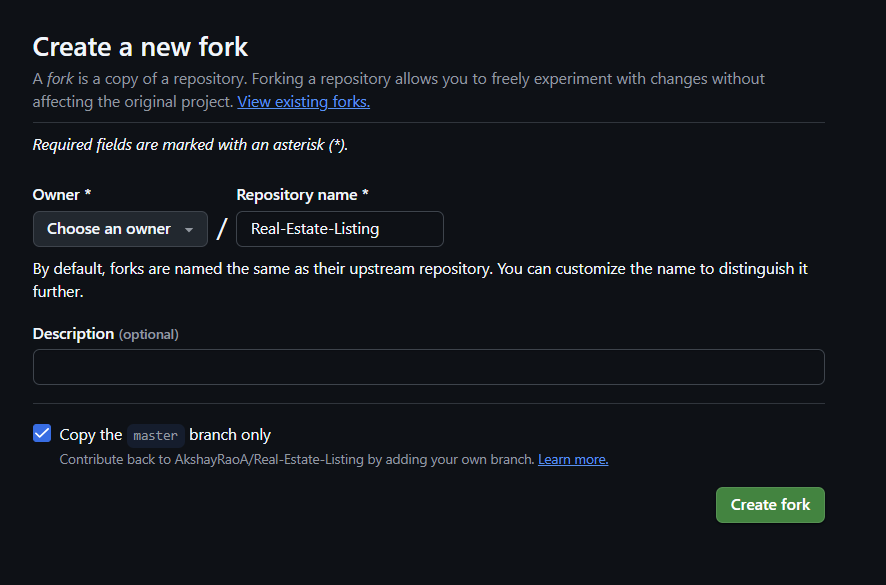 Create a new fork
A fork is a copy of a repository. Forking a repository allows you to freely experiment with changes without
affecting the original project. View existing forks.
Required fields are marked with an asterisk (*).
Owner * Repository name *
Choose an owner / Real-Estate-Listing
By default, forks are named the same as their upstream repository. You can customize the name to distinguish it
further.
Description (optional)
Copy the master branch only
Contribute back to AkshayRaoA/Real-Estate-Listing by adding your own branch. Learn more.
Create fork